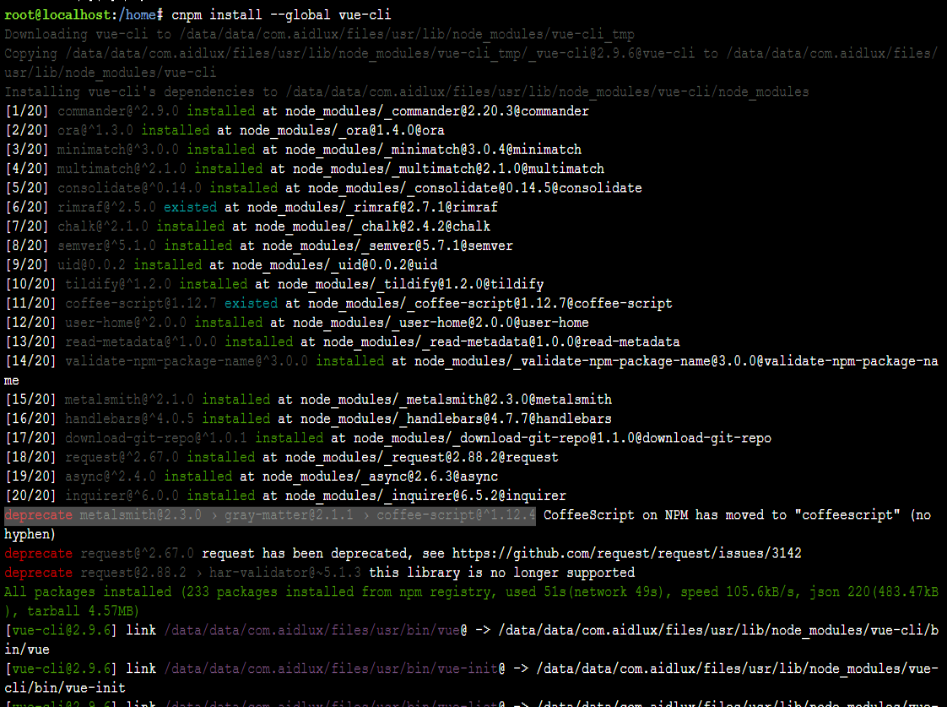 root@localhost:/home# cnpm install --global vue-cli
Downloading vue-cli to /data/data/com.aidlux/files/usr/lib/node_modules/vue-cli_tmp
Copying /data/data/com.aidlux/files/usr/lib/node_modules/vue-cli_tmp/_vue-cli@2.9.6@vue-cli to /data/data/com.aidlux/files/
usr/lib/node_modules/vue-cli
Installing vue-cli's dependencies to /data/data/com.aidlux/files/usr/lib/node_modules/vue-cli/node_modules
[1/20] commander@^2.9.0 installed at node_modules/_commander@2.20.3@commander
[2/20] ora@^1.3.0 installed at node_modules/_ora@1.4.0@ora
[3/20] minimatch@^3.0.0 installed at node_modules/_minimatch@3.0.4@minimatch
[4/20] multimatch@^2.1.0 installed at node_modules/_multimatch@2.1.0@multimatch
[5/20] consolidate@^0.14.0 installed at node_modules/_consolidate@0.14.5@consolidate
[6/20] rimraf@^2.5.0 existed at node_modules/_rimraf@2.7.1@rimraf
[7/20] chalk@^2.1.0 installed at node_modules/_chalk@2.4.2@chalk
[8/20] semver@^5.1.0 installed at node_modules/_semver@5.7.1@semver
[9/20] uid@0.0.2 installed at node_modules/_uid@0.0.2@uid
[10/20] tildify@^1.2.0 installed at node_modules/_tildify@1.2.0@tildify
[11/20] coffee-script@1.12.7 existed at node_modules/_coffee-script@1.12.7@coffee-script
[12/20] user-home@^2.0.0 installed at node_modules/_user-home@2.0.0@user-home
[13/20] read-metadata@^1.0.0 installed at node_modules/_read-metadata@1.0.0@read-metadata
[14/20] validate-npm-package-name@^3.0.0 installed at node_modules/_validate-npm-package-name@3.0.0@validate-npm-package-na
me
[15/20] metalsmith@^2.1.0 installed at node_modules/_metalsmith@2.3.0@metalsmith
[16/20] handlebars@^4.0.5 installed at node_modules/_handlebars@4.7.7@handlebars
[17/20] download-git-repo@^1.0.1 installed at node_modules/_download-git-repo@1.1.0@download-git-repo
[18/20] request@^2.67.0 installed at node_modules/_request@2.88.2@request
[19/20] async@^2.4.0 installed at node_modules/_async@2.6.3@async
[20/20] inquirer@^6.0.0 installed at node_modules/_inquirer@6.5.2@inquirer
deprecate metalsmith@2.3.0 › gray-matter@2.1.1 › coffee-script@^1.12.4 CoffeeScript on NPM has moved to "coffeescript" (no
hyphen)
deprecate request@^2.67.0 request has been deprecated, see https://github.com/request/request/issues/3142
deprecate request@2.88.2 › har-validator@~5.1.3 this library is no longer supported
All packages installed (233 packages installed from npm registry, used 51s(network 49s), speed 105.6kB/s, json 220(483.47kB
), tarball 4.57MB)
[vue-cli@2.9.6] link /data/data/com.aidlux/files/usr/bin/vue@ -> /data/data/com.aidlux/files/usr/lib/node_modules/vue-cli/b
in/vue
[vue-cli@2.9.6] link /data/data/com.aidlux/files/usr/bin/vue-init@ -> /data/data/com.aidlux/files/usr/lib/node_modules/vue-
cli/bin/vue-init
[vue-cli@2.9.6] link /data/data/com.aidlux/files/usr/bin/vue-list@ -> /data/data/com.aidlux/files/usr/lib/node_modules/vue-